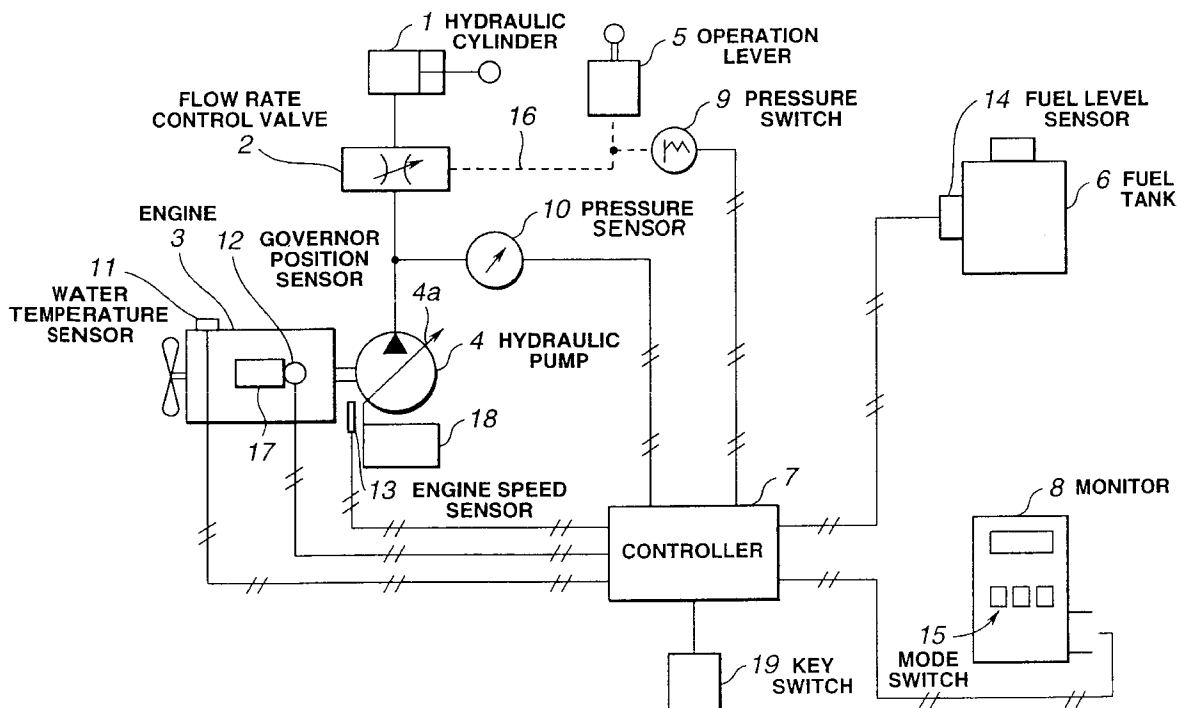 1 HYDRAULIC
CYLINDER
5 OPERATION
LEVER
FLOW RATE
CONTROL VALVE
2
16
9 PRESSURE
SWITCH
14 FUEL LEVEL
SENSOR
6 FUEL
TANK
ENGINE
3
12
GOVERNOR
POSITION
SENSOR
10 PRESSURE
SENSOR
11
WATER
TEMPERATURE
SENSOR
4a
4 HYDRAULIC
PUMP
17
18
13 ENGINE SPEED
SENSOR
7
CONTROLLER
8 MONITOR
15 MODE
SWITCH
19 KEY
SWITCH